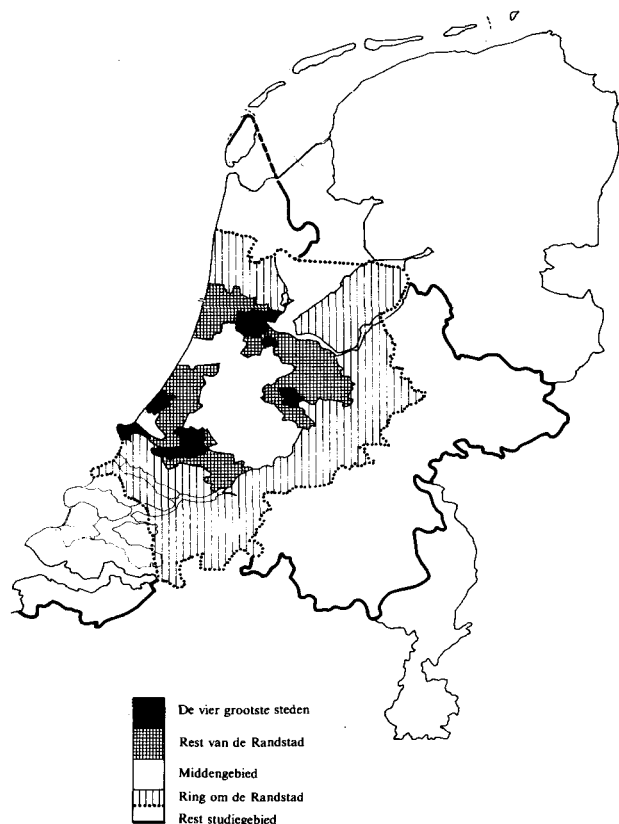 De vier grootste steden
Rest van de Randstad
Middengebied
Ring om de Randstad
Rest studiegebied